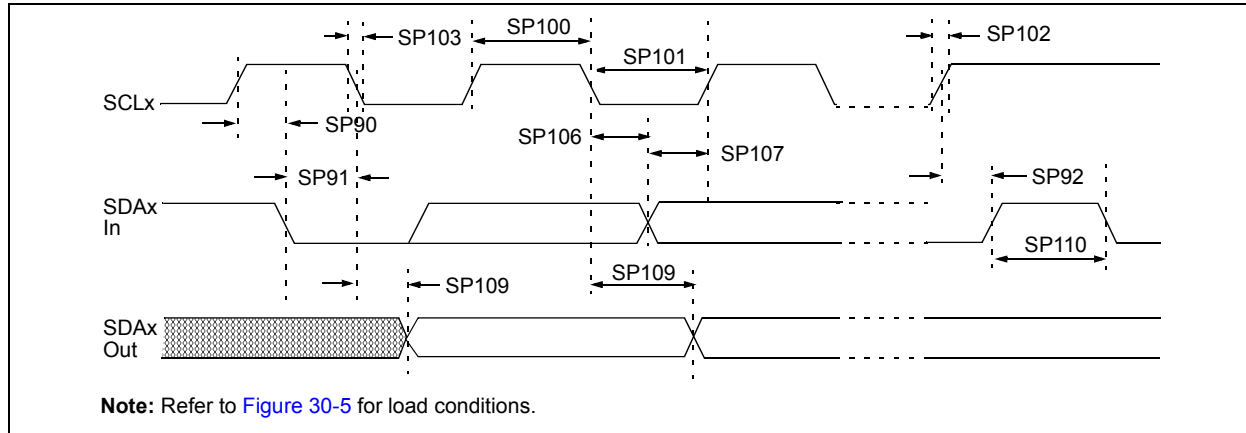 SP103
SP100
SP102
SP101
SCLx
SP90
SP106
SP107
SP91
SP92
SDAx
In
SP110
SP109
SP109
SDAx
Out
Note: Refer to Figure 30-5 for load conditions.